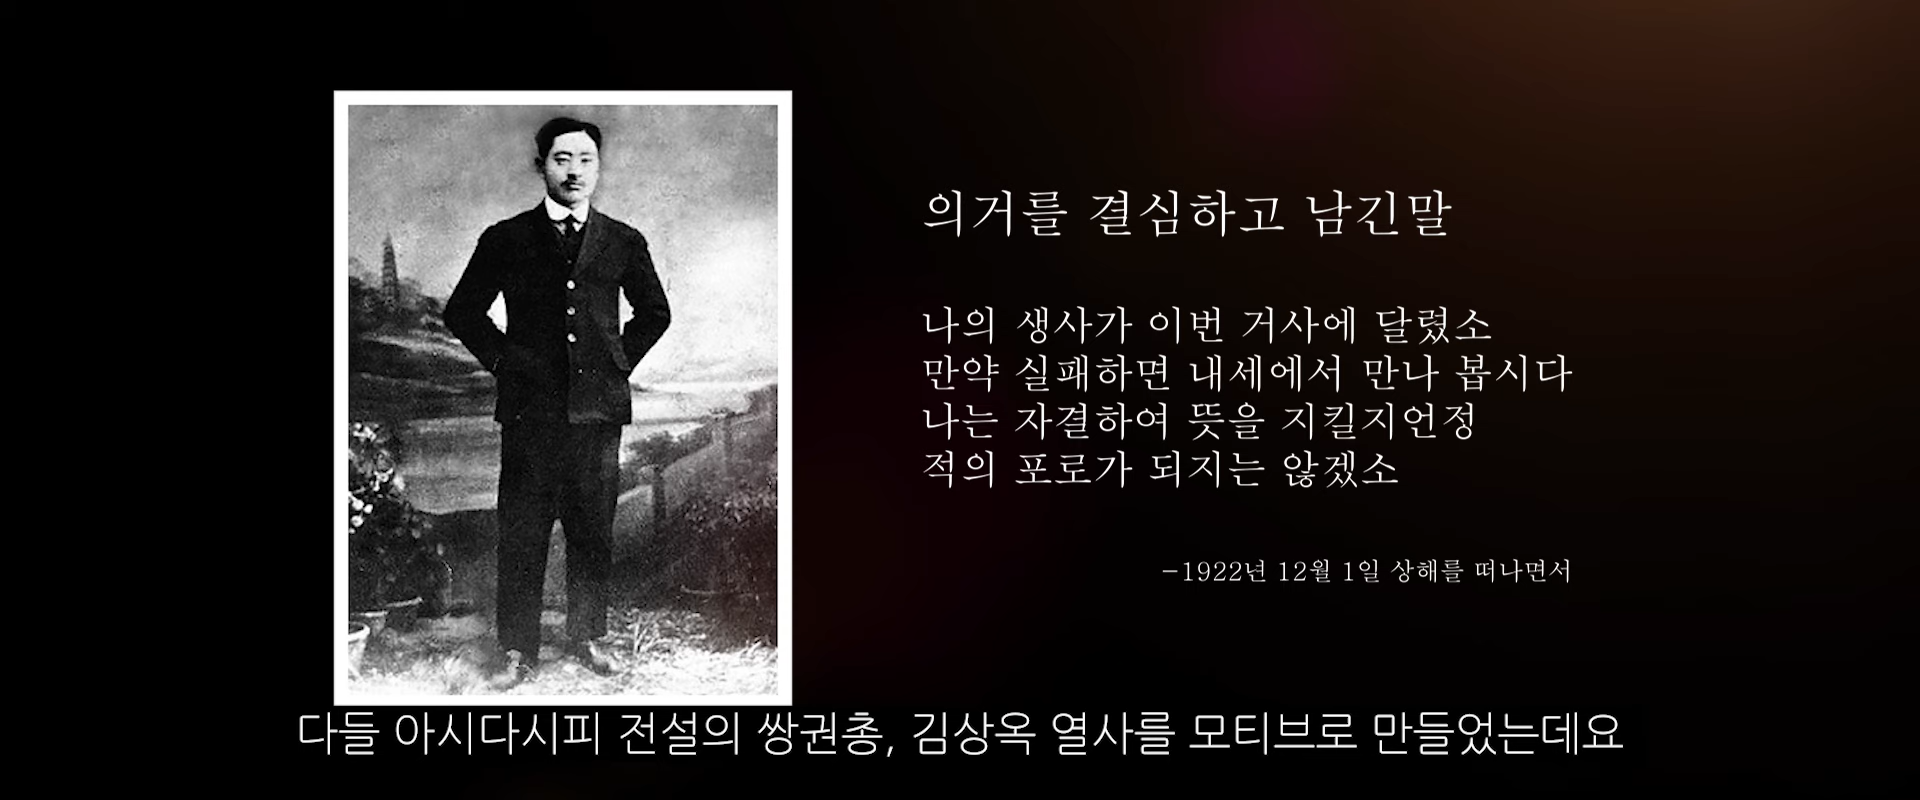 의거를 결심하고 남긴말
나의 생사가 이번 거사에 달렸소
만약 실패하면 내세에서 만나 봅시다
나는 자결하여 뜻을 지킬지언정
적의 포로가 되지는 않겠소
-1922년 12월 1일 상해를 떠나면서
다들 아시다시피 전설의 쌍권총, 김상옥 열사를 모티브로 만들었는데요